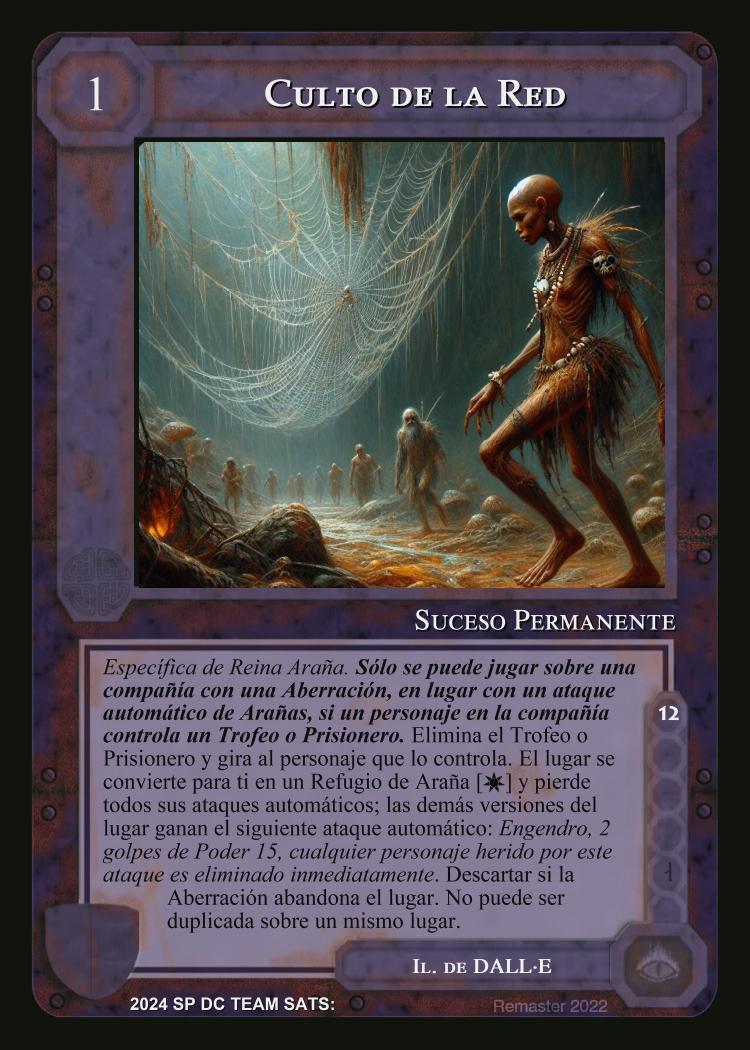 1
Culto de la Red
Suceso Permanente
Específica de Reina Araña. Sólo se puede jugar sobre una
compañía con una Aberración, en lugar con un ataque
automático de Arañas, si un personaje en la compañía
controla un Trofeo o Prisionero. Elimina el Trofeo o
Prisionero y gira al personaje que lo controla. El lugar se
convierte para ti en un Refugio de Araña [☀] y pierde
todos sus ataques automáticos; las demás versiones del
lugar ganan el siguiente ataque automático: Engendro, 2
golpes de Poder 15, cualquier personaje herido por este
ataque es eliminado inmediatamente. Descartar si la
Aberración abandona el lugar. No puede ser
duplicada sobre un mismo lugar.
12
Il. de DALL·E
2024 SP DC TEAM SATS:
Remaster 2022